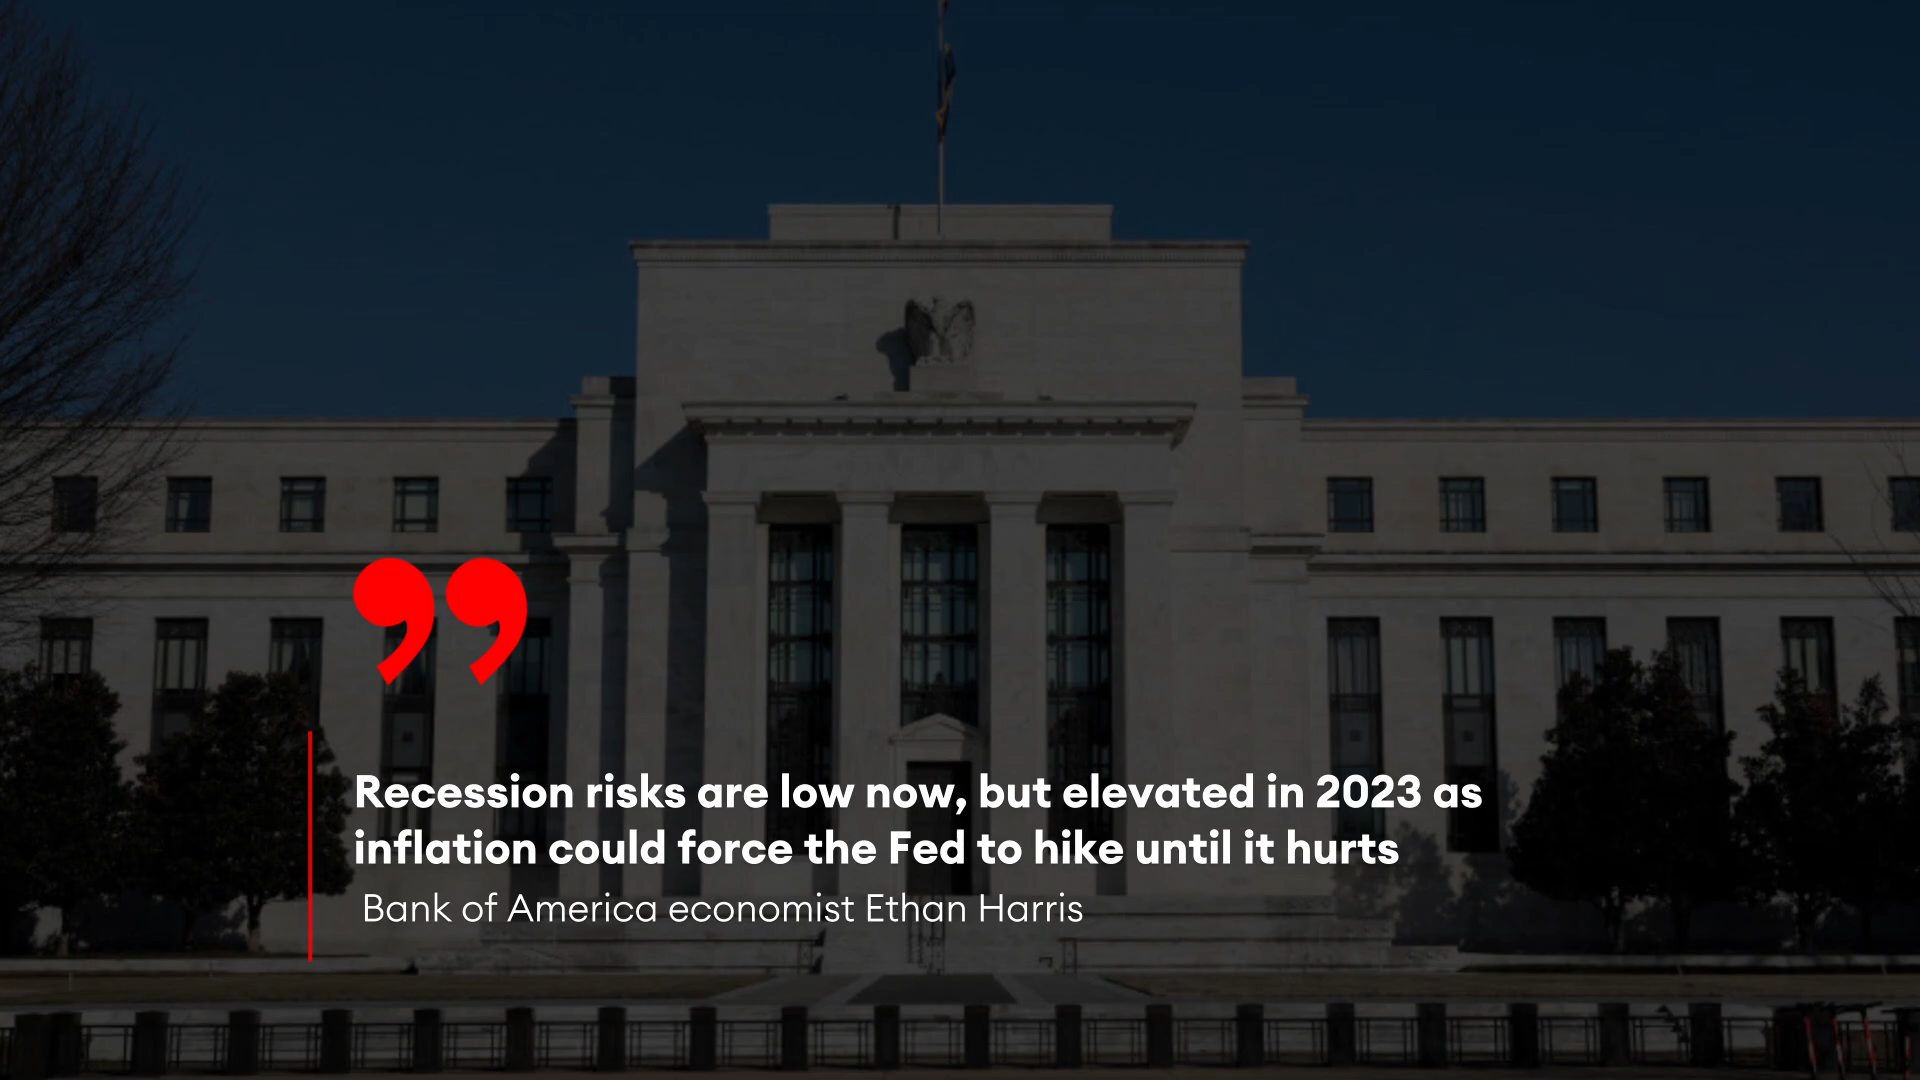 ”
Recession risks are low now, but elevated in 2023 as
inflation could force the Fed to hike until it hurts
Bank of America economist Ethan Harris